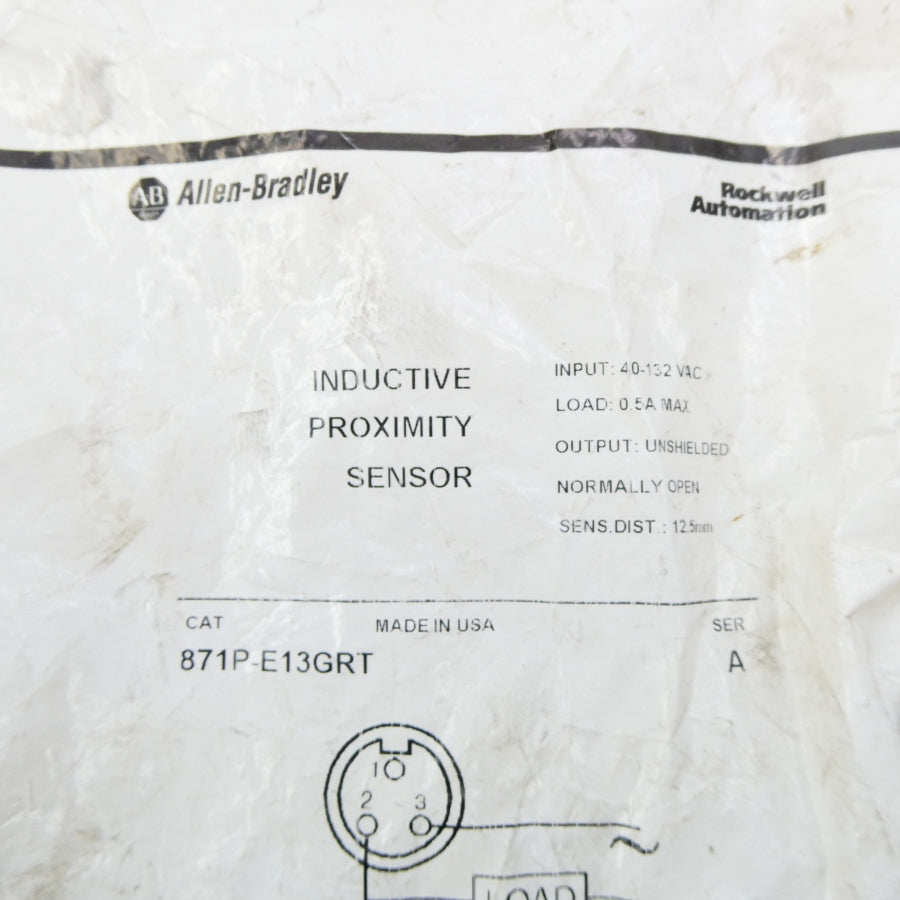 AB Allen-Bradley
Rockwell
Automation
INDUCTIVE
PROXIMITY
SENSOR
INPUT: 40-132 VAC
LOAD: 0.5A MAX
OUTPUT: UNSHIELDED
NORMALLY OPEN
SENS.DIST.: 12.5mm
CAT MADE IN USA SER
871P-E13GRT A
1
2 3
~
LOAD